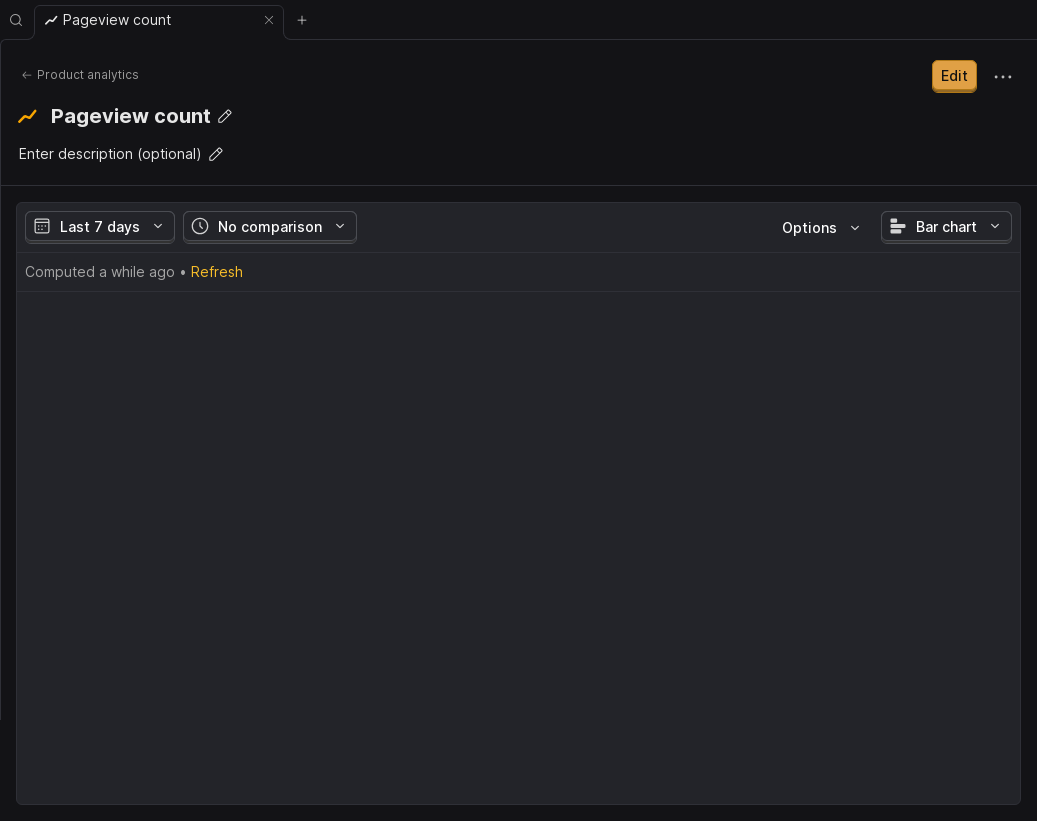 Pageview count
Product analytics
Edit
Pageview count
Enter description (optional)
Last 7 days No comparison Options Bar chart
Computed a while ago • Refresh